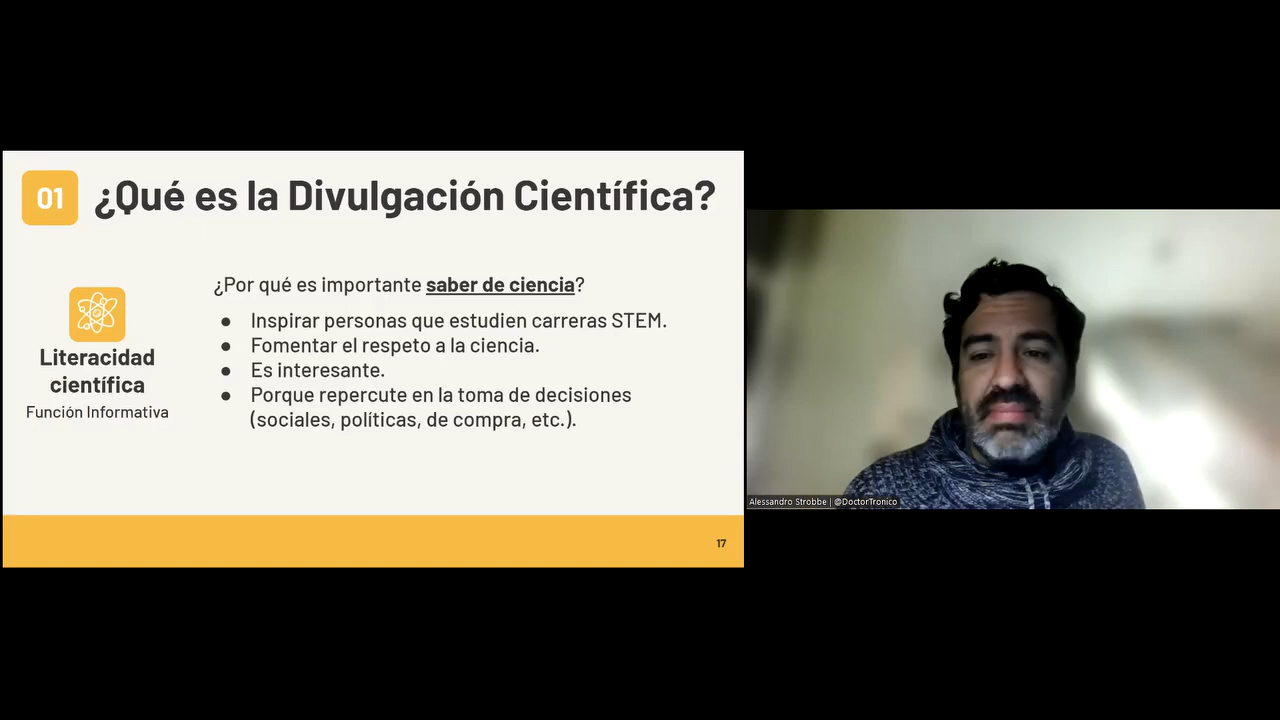 01
¿Qué es la Divulgación Científica?
¿Por qué es importante saber de ciencia?
● Inspirar personas que estudien carreras STEM.
● Fomentar el respeto a la ciencia.
● Es interesante.
● Porque repercute en la toma de decisiones
(sociales, políticas, de compra, etc.).
Literacidad
científica
Función Informativa
17
Alessandro Strobbe | @DoctorTronico